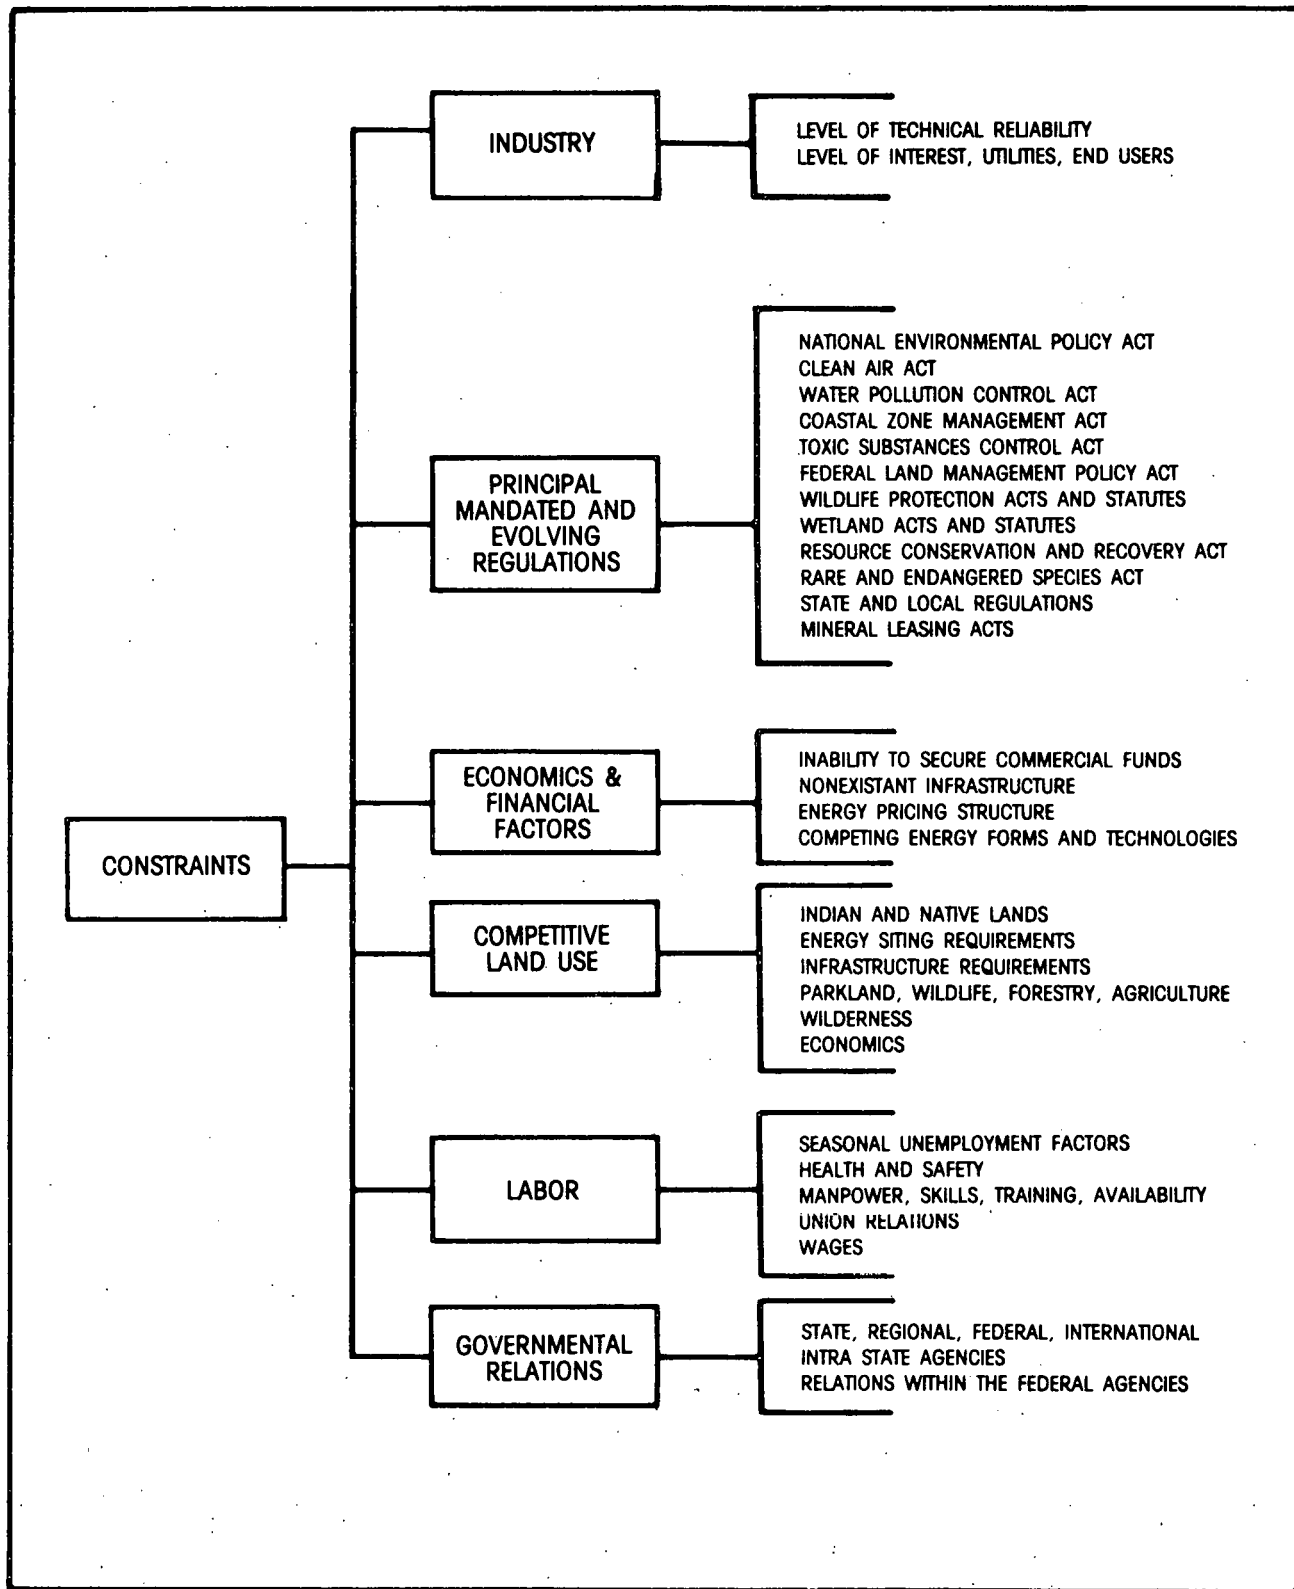 INDUSTRY
LEVEL OF TECHNICAL RELIABILITY
LEVEL OF INTEREST, UTILITIES, END USERS
PRINCIPAL
MANDATED AND
EVOLVING
REGULATIONS
NATIONAL ENVIRONMENTAL POLICY ACT
CLEAN AIR ACT
WATER POLLUTION CONTROL ACT
COASTAL ZONE MANAGEMENT ACT
TOXIC SUBSTANCES CONTROL ACT
FEDERAL LAND MANAGEMENT POLICY ACT
WILDLIFE PROTECTION ACTS AND STATUTES
WETLAND ACTS AND STATUTES
RESOURCE CONSERVATION AND RECOVERY ACT
RARE AND ENDANGERED SPECIES ACT
STATE AND LOCAL REGULATIONS
MINERAL LEASING ACTS
CONSTRAINTS
ECONOMICS &
FINANCIAL
FACTORS
INABILITY TO SECURE COMMERCIAL FUNDS
NONEXISTANT INFRASTRUCTURE
ENERGY PRICING STRUCTURE
COMPETING ENERGY FORMS AND TECHNOLOGIES
COMPETITIVE
LAND USE
INDIAN AND NATIVE LANDS
ENERGY SITING REQUIREMENTS
INFRASTRUCTURE REQUIREMENTS
PARKLAND, WILDLIFE, FORESTRY, AGRICULTURE
WILDERNESS
ECONOMICS
LABOR
SEASONAL UNEMPLOYMENT FACTORS
HEALTH AND SAFETY
MANPOWER, SKILLS, TRAINING, AVAILABILITY
UNION RELATIONS
WAGES
GOVERNMENTAL
RELATIONS
STATE, REGIONAL, FEDERAL, INTERNATIONAL
INTRA STATE AGENCIES
RELATIONS WITHIN THE FEDERAL AGENCIES